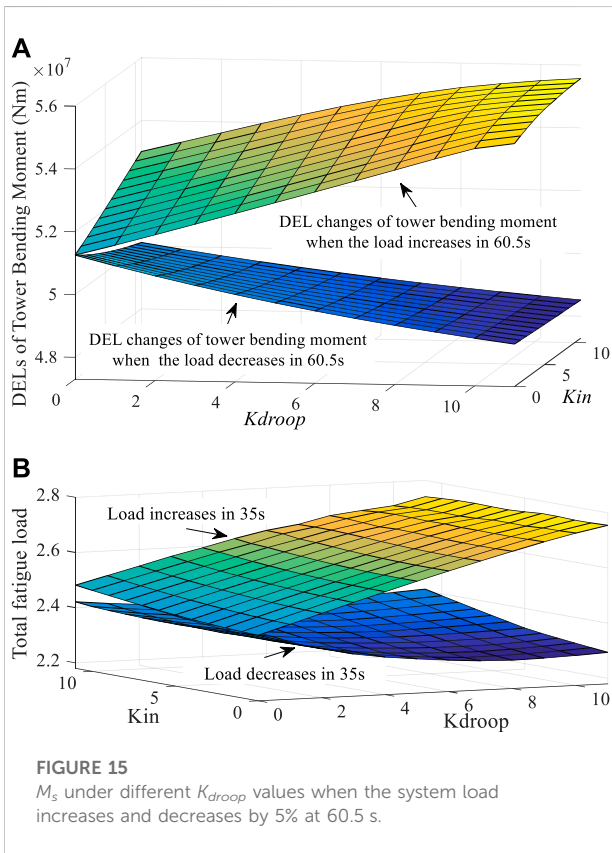 A
×10⁷
DELs of Tower Bending Moment (Nm)
5.6
5.4
5.2
5
4.8
DEL changes of tower bending moment
when the load increases in 60.5s
DEL changes of tower bending moment
when the load decreases in 60.5s
0 2 4 6 8 10
Kdroop
0 5 10
Kin
B
Total fatigue load
2.8
2.6
2.4
2.2
Load increases in 35s
Load decreases in 35s
10 5 0
Kin
0 2 4 6 8 10
Kdroop
FIGURE 15
Ms under different Kdroop values when the system load
increases and decreases by 5% at 60.5 s.